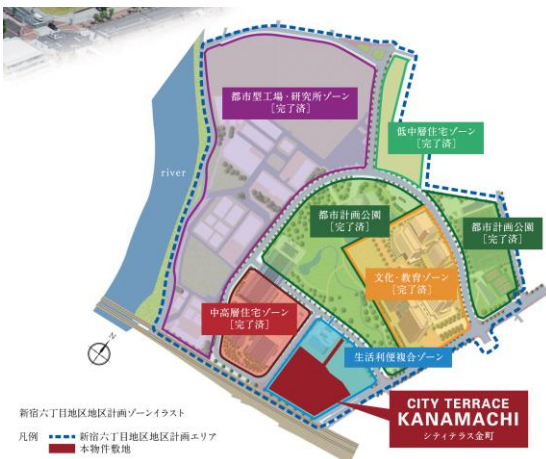 都市型工場・研究所ゾーン
[完了済]
低中層住宅ゾーン
[完了済]
river
都市計画公園
[完了済]
都市計画公園
[完了済]
文化・教育ゾーン
[完了済]
中高層住宅ゾーン
[完了済]
生活利便複合ゾーン
N
CITY TERRACE
KANAMACHI
シティテラス金町
新宿六丁目地区地区計画ゾーンイラスト
凡例 新宿六丁目地区地区計画エリア
本物件敷地